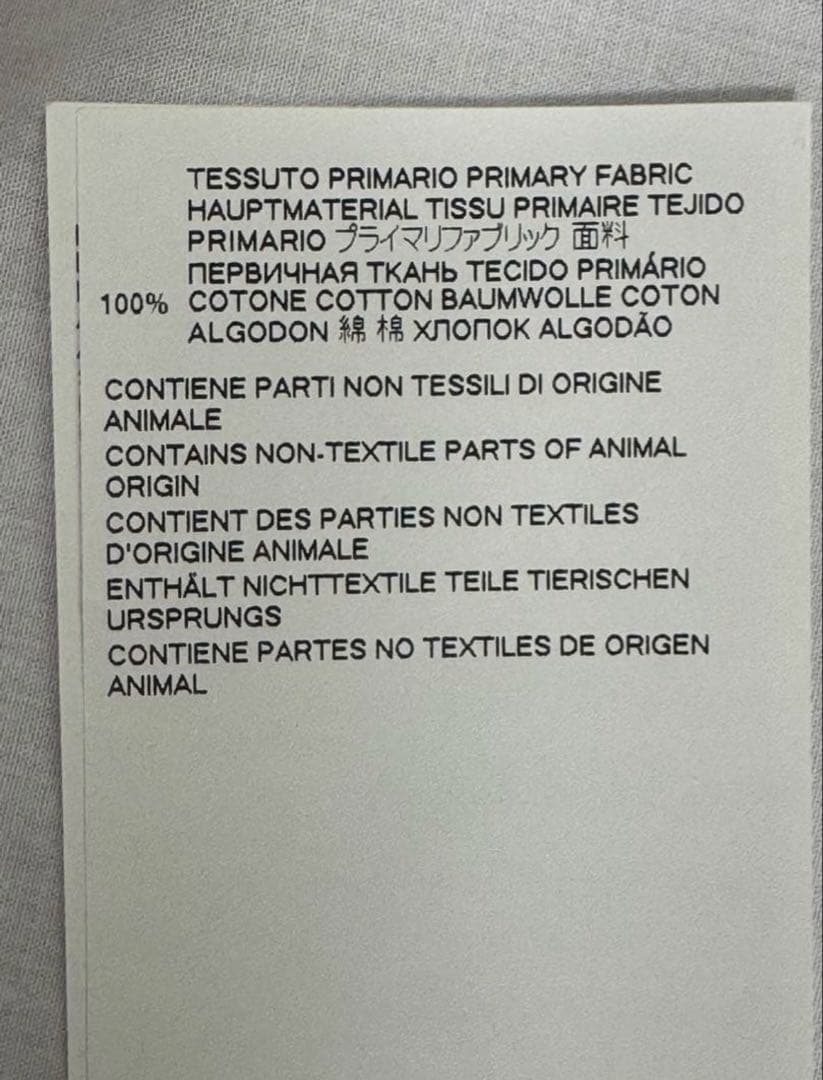 TESSUTO PRIMARIO PRIMARY FABRIC
HAUPTMATERIAL TISSU PRIMAIRE TEJIDO
PRIMARIO プライマリファブリック 面料
ПЕРВИЧНАЯ ТКАНЬ TECIDO PRIMÁRIO
100% COTONE COTTON BAUMWOLLE COTON
ALGODON 綿 棉 ХЛОПОК ALGODÃO
CONTIENE PARTI NON TESSILI DI ORIGINE
ANIMALE
CONTAINS NON-TEXTILE PARTS OF ANIMAL
ORIGIN
CONTIENT DES PARTIES NON TEXTILES
D'ORIGINE ANIMALE
ENTHÄLT NICHTTEXTILE TEILE TIERISCHEN
URSPRUNGS
CONTIENE PARTES NO TEXTILES DE ORIGEN
ANIMAL